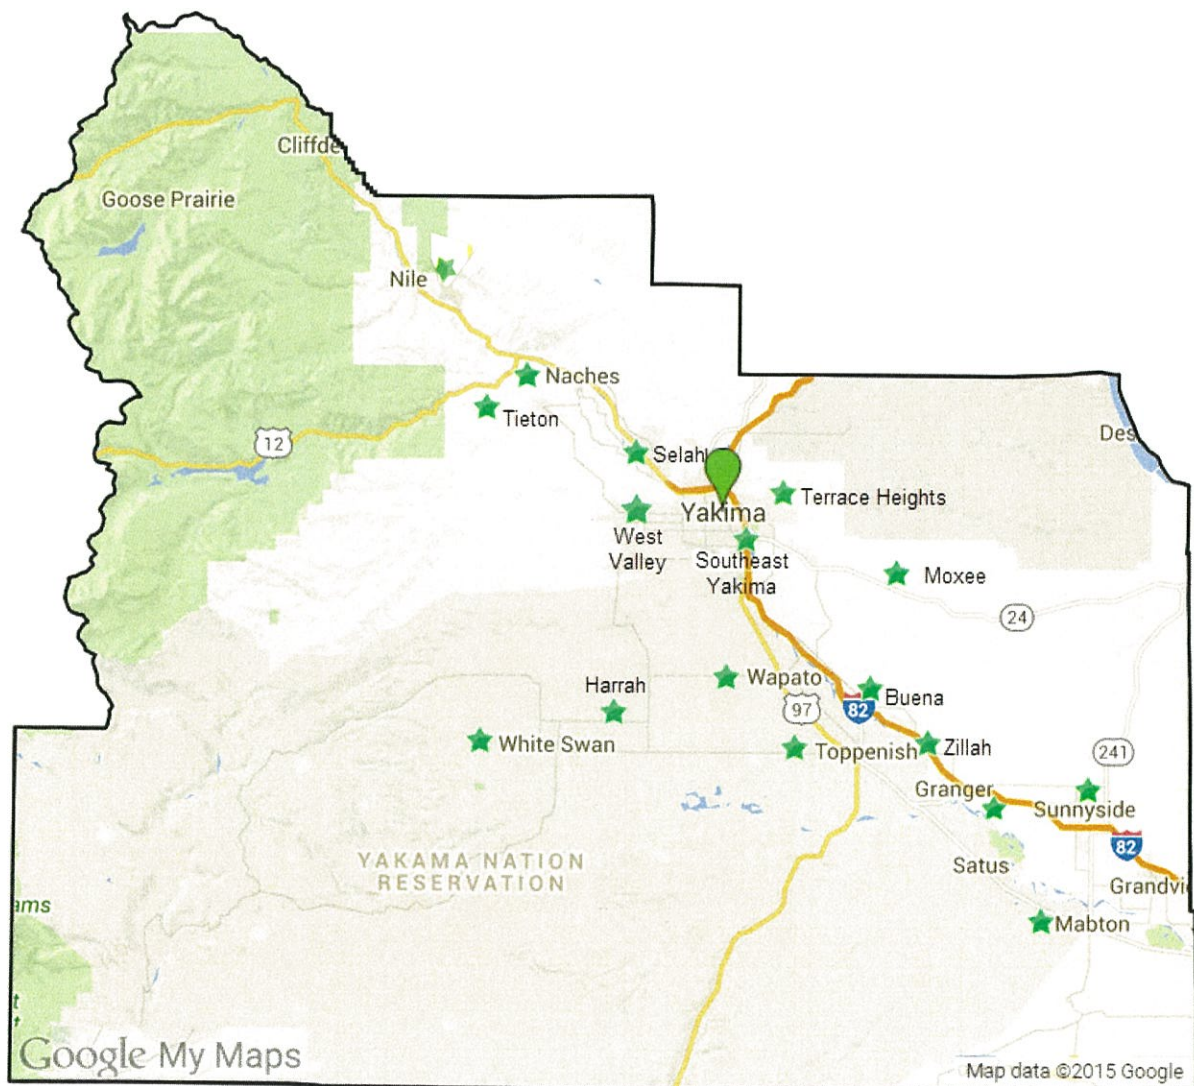 Cliffde
Goose Prairie
Nile
Naches
Tieton
12
Des
Selah
Terrace Heights
Yakima
West
Valley
Southeast
Yakima
Moxee
24
Wapato
Harrah
Buena
97
82
White Swan
Toppenish
Zillah
241
Granger
Sunnyside
82
YAKAMA NATION
RESERVATION
Satus
Grandvi
ams
Mabton
t
t
Google My Maps
Map data ©2015 Google